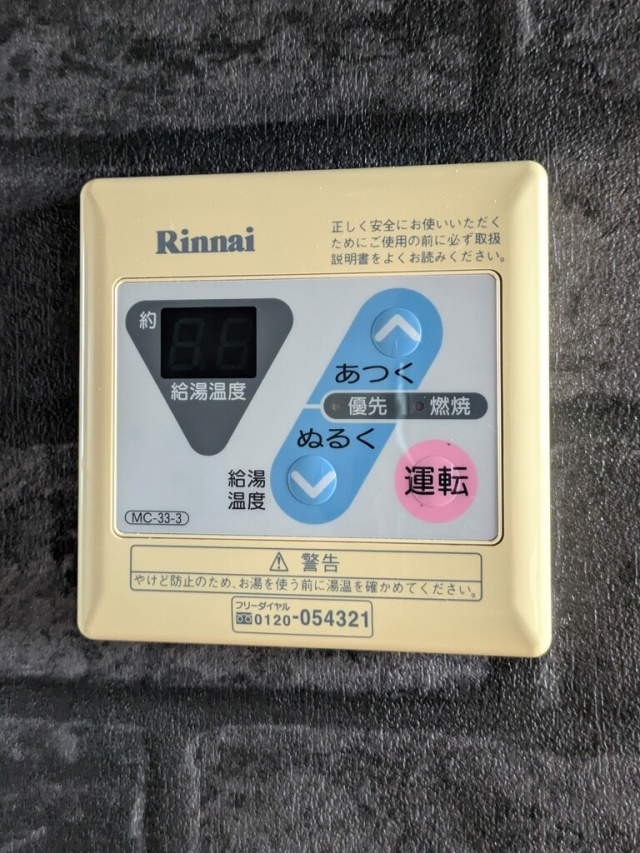 Rinnai
正しく安全にお使いいただく
ためにご使用の前に必ず取扱
説明書をよくお読みください。
約
給湯温度
あつく
優先
燃焼
ぬるく
給湯
温度
運転
MC-33-3
⚠ 警告
やけど防止のため、お湯を使う前に湯温を確かめてください。
フリーダイヤル
0120-054321